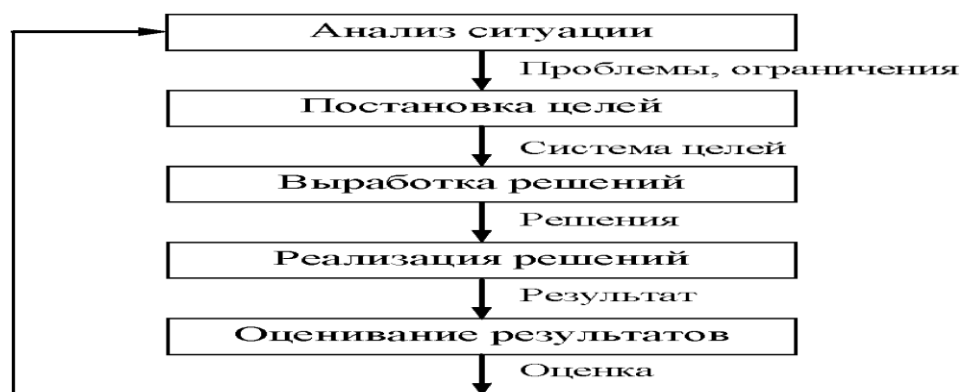 Анализ ситуации
Проблемы, ограничения
Постановка целей
Система целей
Выработка решений
Решения
Реализация решений
Результат
Оценивание результатов
Оценка